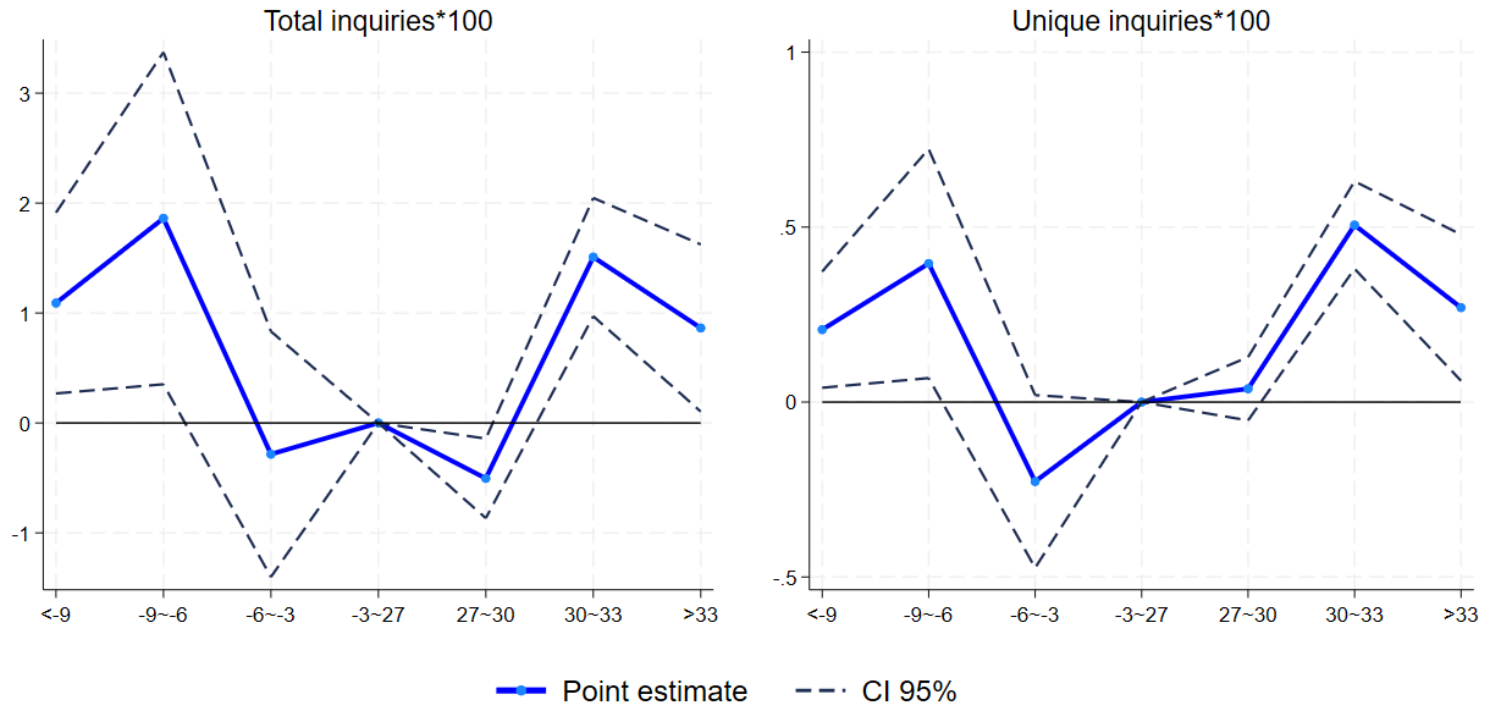 Total inquiries*100
3
2
1
0
-1
<-9 -9~-6 -6~-3 -3~27 27~30 30~33 >33
Unique inquiries*100
1
.5
0
-.5
<-9 -9~-6 -6~-3 -3~27 27~30 30~33 >33
Point estimate CI 95%